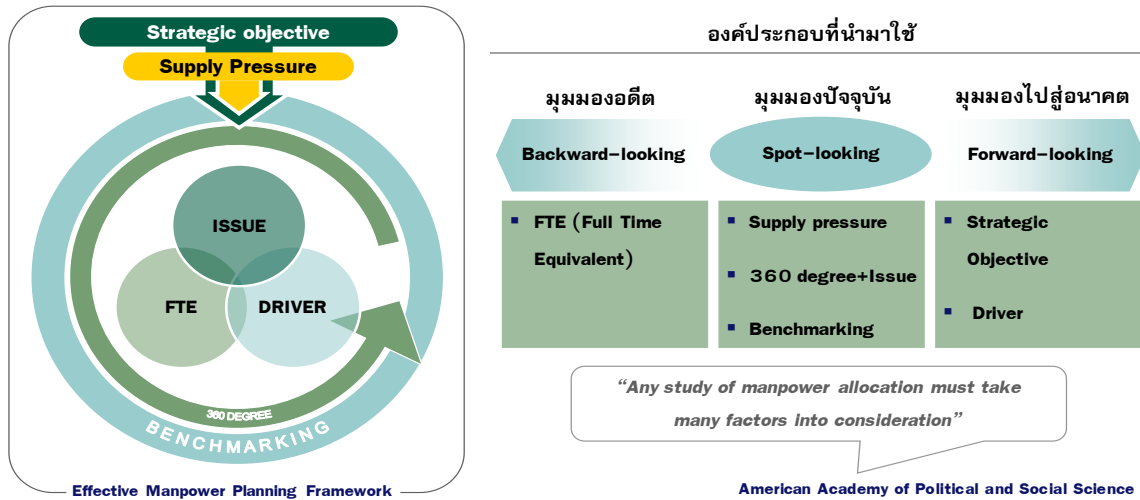 Strategic objective
Supply Pressure
ISSUE
FTE
DRIVER
360 DEGREE
BENCHMARKING
Effective Manpower Planning Framework
องค์ประกอบที่นำมาใช้
มุมมองอดีต
มุมมองปัจจุบัน
มุมมองไปสู่อนาคต
Backward-looking
Spot-looking
Forward-looking
▪ FTE (Full Time
Equivalent)
▪ Supply pressure
▪ 360 degree+Issue
▪ Benchmarking
▪ Strategic
Objective
▪ Driver
“Any study of manpower allocation must take
many factors into consideration”
American Academy of Political and Social Science